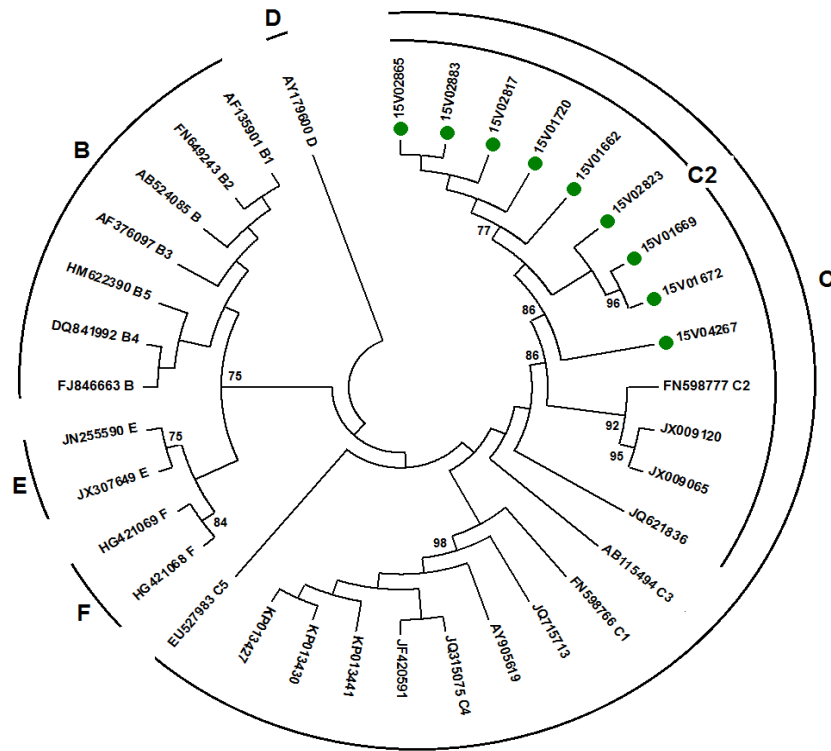 D
AY179600 D
B
AF135901 B1
FN649243 B2
AB524085 B
AF376097 B3
HM622390 B5
DQ841992 B4
FJ846663 B
75
E
JN255590 E
75
JX307649 E
F
HG421069 F
84
HG421068 F
EU527983 C5
KP013427
KP013430
KP013441
JF420591
JQ315075 C4
AY905619
JQ715713
98
FN598766 C1
AB115494 C3
JQ621836
JX009065
95
JX009120
92
FN598777 C2
86
15V04267
86
15V01672
96
15V01669
15V02823
77
15V01662
15V01720
15V02817
15V02883
15V02865
C2
C